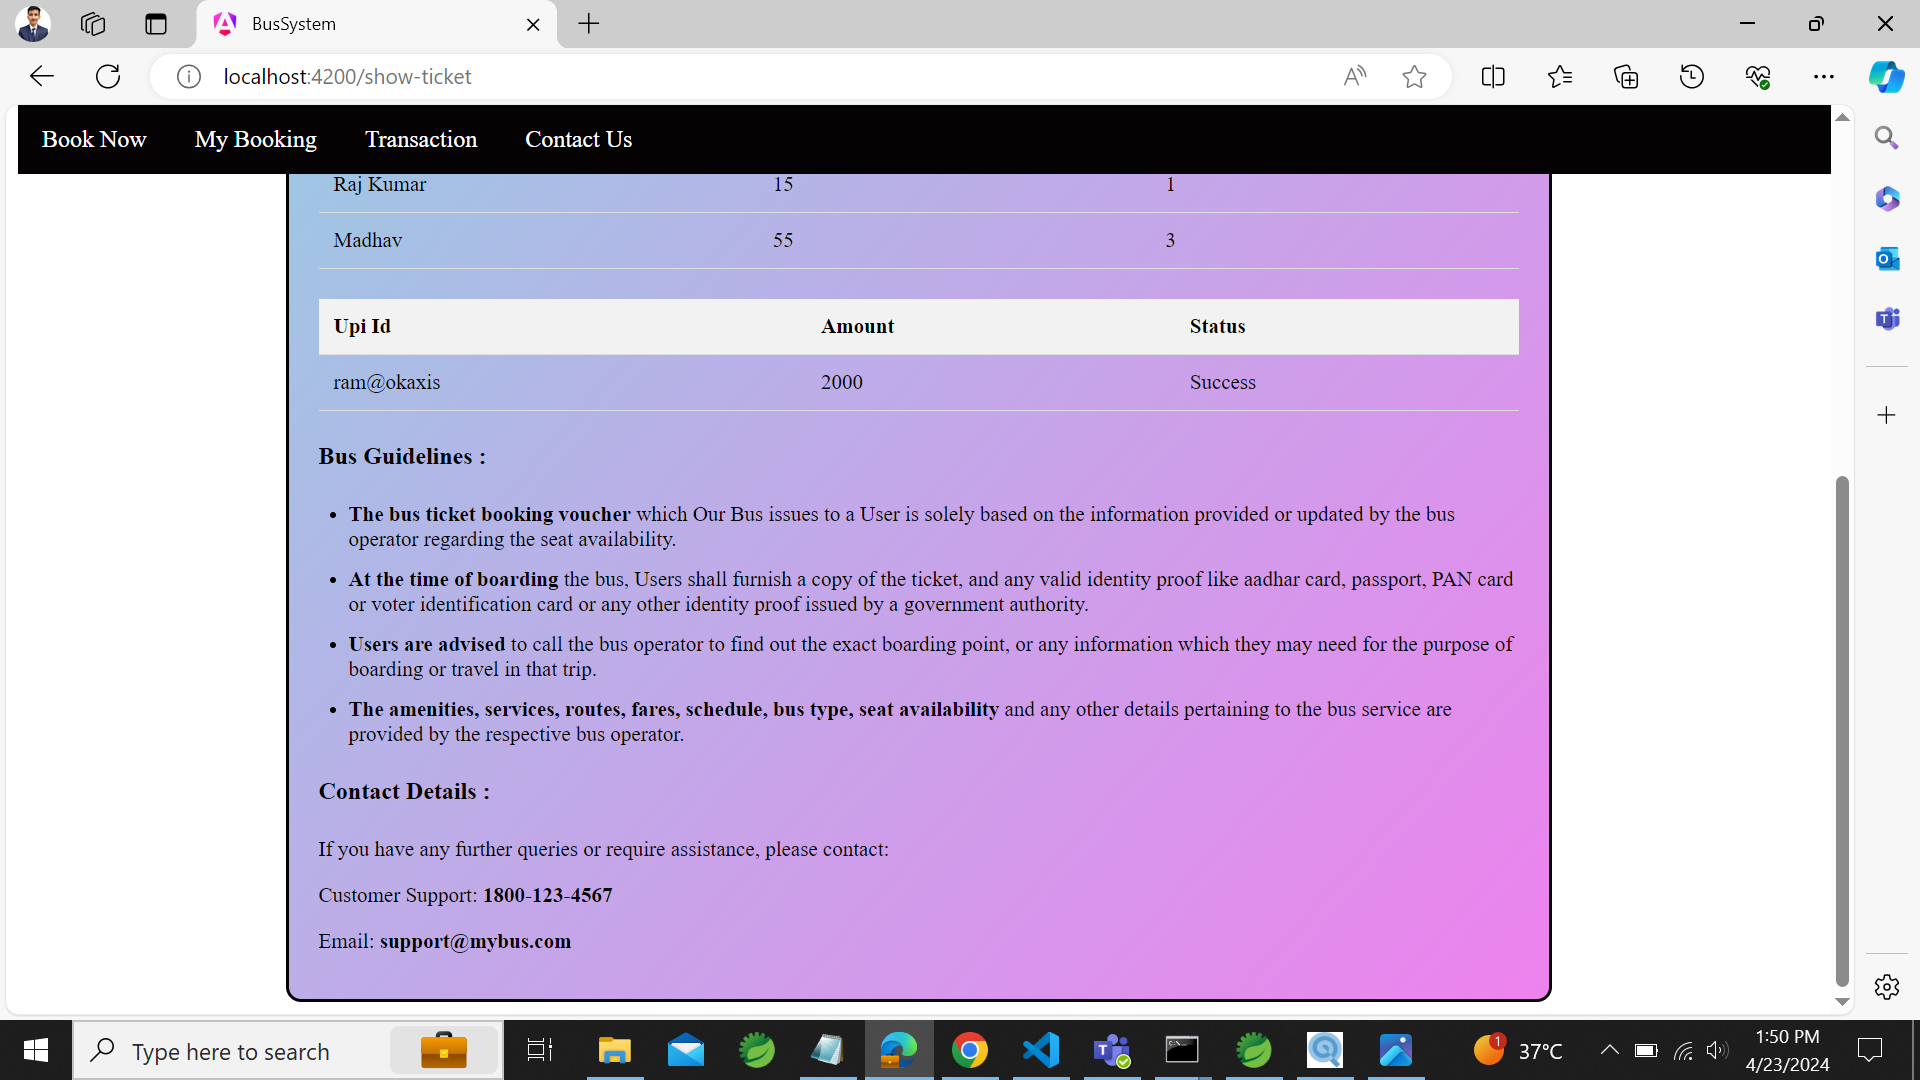 BusSystem
localhost:4200/show-ticket
Book Now My Booking Transaction Contact Us
Raj Kumar 15 1
Madhav 55 3
Upi Id Amount Status
ram@okaxis 2000 Success
Bus Guidelines :
• The bus ticket booking voucher which Our Bus issues to a User is solely based on the information provided or updated by the bus
operator regarding the seat availability.
• At the time of boarding the bus, Users shall furnish a copy of the ticket, and any valid identity proof like aadhar card, passport, PAN card
or voter identification card or any other identity proof issued by a government authority.
• Users are advised to call the bus operator to find out the exact boarding point, or any information which they may need for the purpose of
boarding or travel in that trip.
• The amenities, services, routes, fares, schedule, bus type, seat availability and any other details pertaining to the bus service are
provided by the respective bus operator.
Contact Details :
If you have any further queries or require assistance, please contact:
Customer Support: 1800-123-4567
Email: support@mybus.com
Type here to search
1
37°C
1:50 PM
4/23/2024